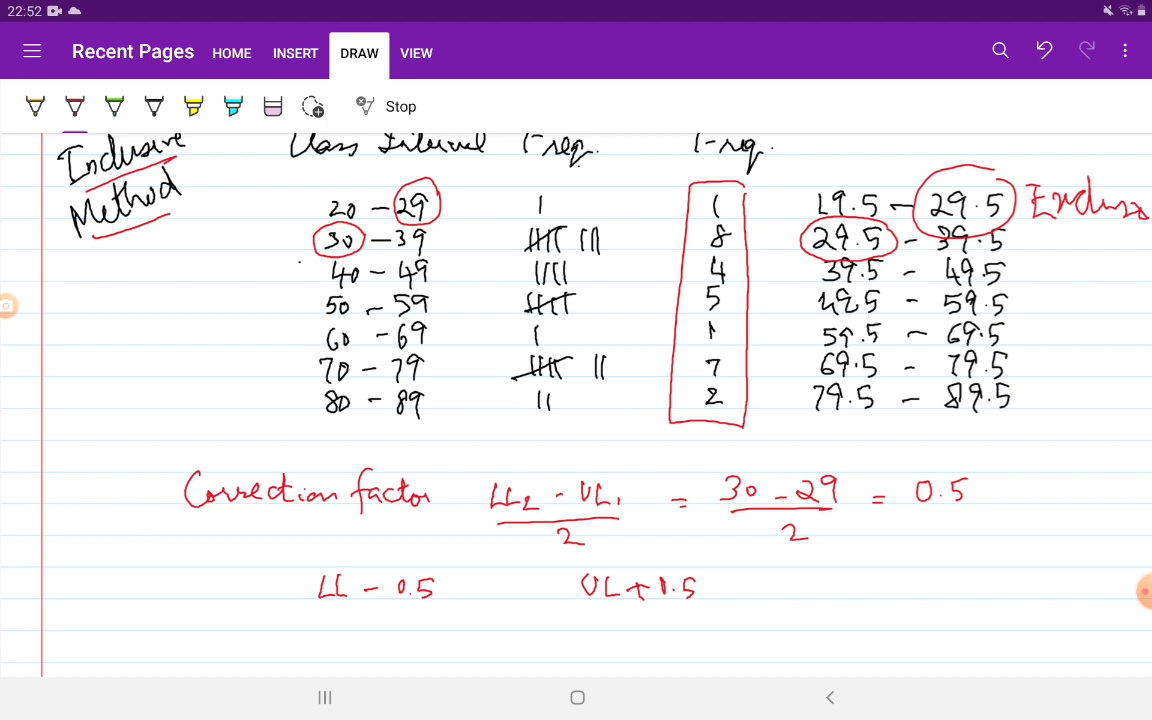 22:52
Recent Pages HOME INSERT DRAW VIEW
Stop
Inclusive Class Interval Freq. Freq.
Method
20 - 29 1 19.5 - 29.5
30 - 39 8 29.5 - 39.5
40 - 49 4 39.5 - 49.5
50 - 59 5 49.5 - 59.5
60 - 69 1 59.5 - 69.5
70 - 79 7 69.5 - 79.5
80 - 89 2 79.5 - 89.5
Correction factor LL2 - UL1 / 2 = 30 - 29 / 2 = 0.5
LL - 0.5 UL + 0.5